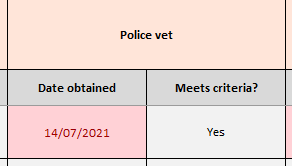 Police vet
Date obtained Meets criteria?
14/07/2021 Yes